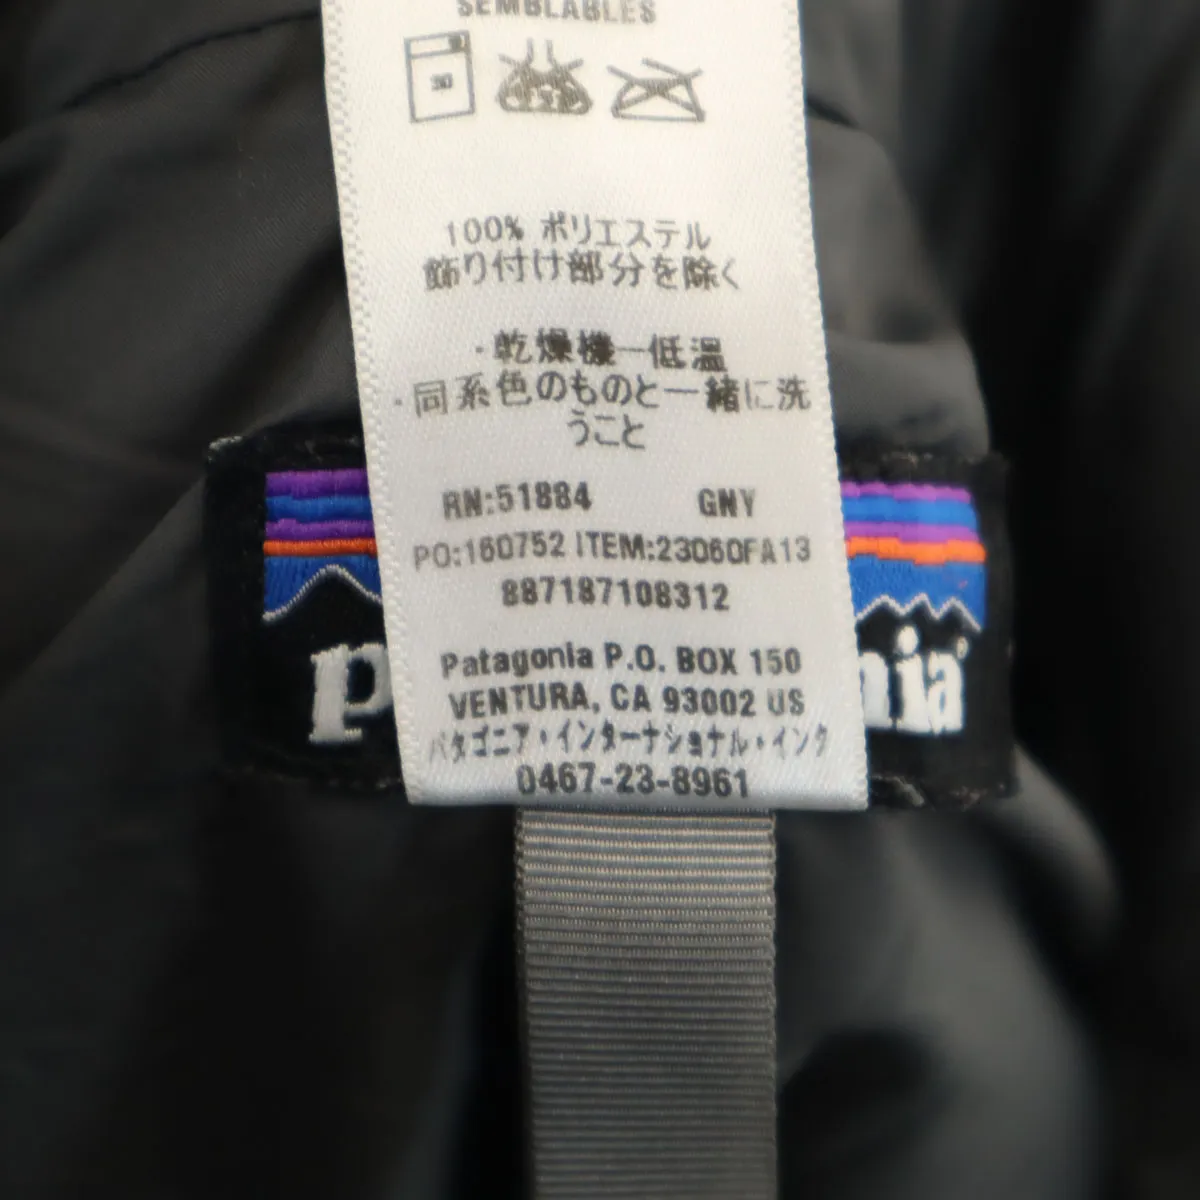 SEMBLABLES
30
100% ポリエステル
飾り付け部分を除く
・乾燥機ー低温
・同系色のものと一緒に洗
うこと
RN:51884 GNY
PO:160752 ITEM:23060FA13
887187108312
Patagonia P.O. BOX 150
VENTURA, CA 93002 US
パタゴニア・インターナショナル・インク
0467-23-8961
p nia